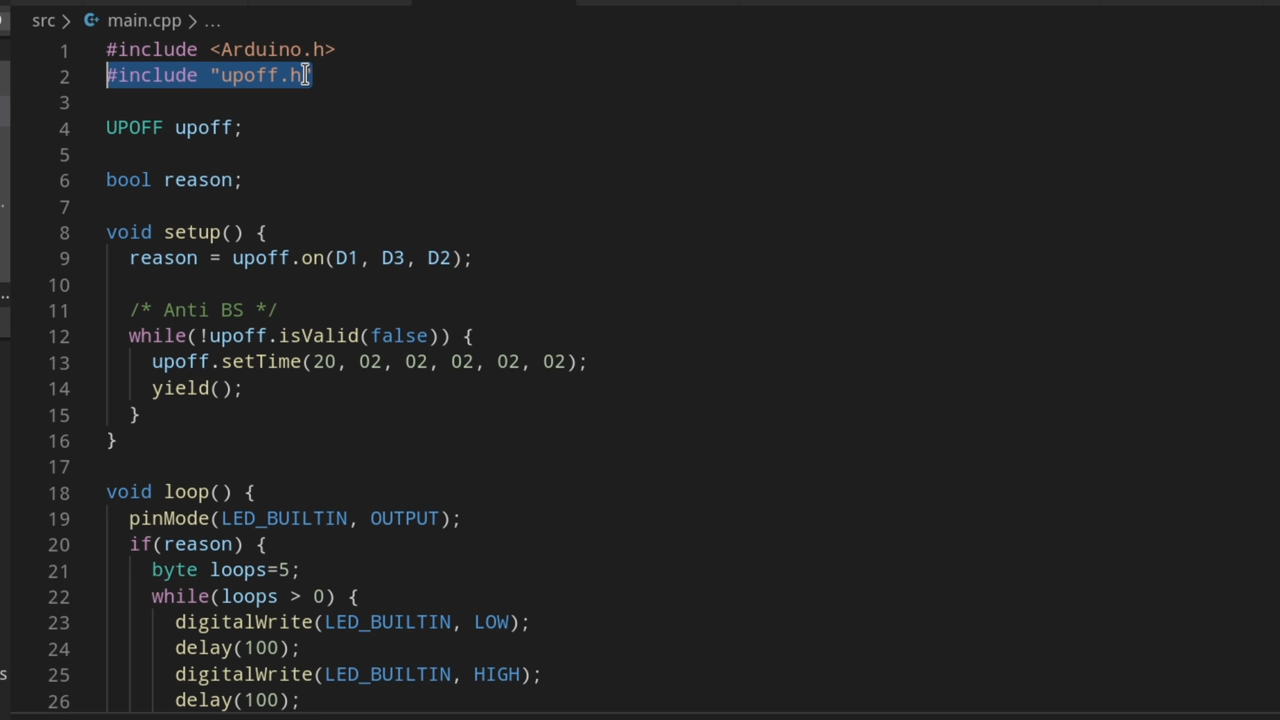 src > main.cpp > ...
1 #include <Arduino.h>
2 #include "upoff.h"
3
4 UPOFF upoff;
5
6 bool reason;
7
8 void setup() {
9 reason = upoff.on(D1, D3, D2);
10
11 /* Anti BS */
12 while(!upoff.isValid(false)) {
13 upoff.setTime(20, 02, 02, 02, 02, 02);
14 yield();
15 }
16 }
17
18 void loop() {
19 pinMode(LED_BUILTIN, OUTPUT);
20 if(reason) {
21 byte loops=5;
22 while(loops > 0) {
23 digitalWrite(LED_BUILTIN, LOW);
24 delay(100);
25 digitalWrite(LED_BUILTIN, HIGH);
26 delay(100);